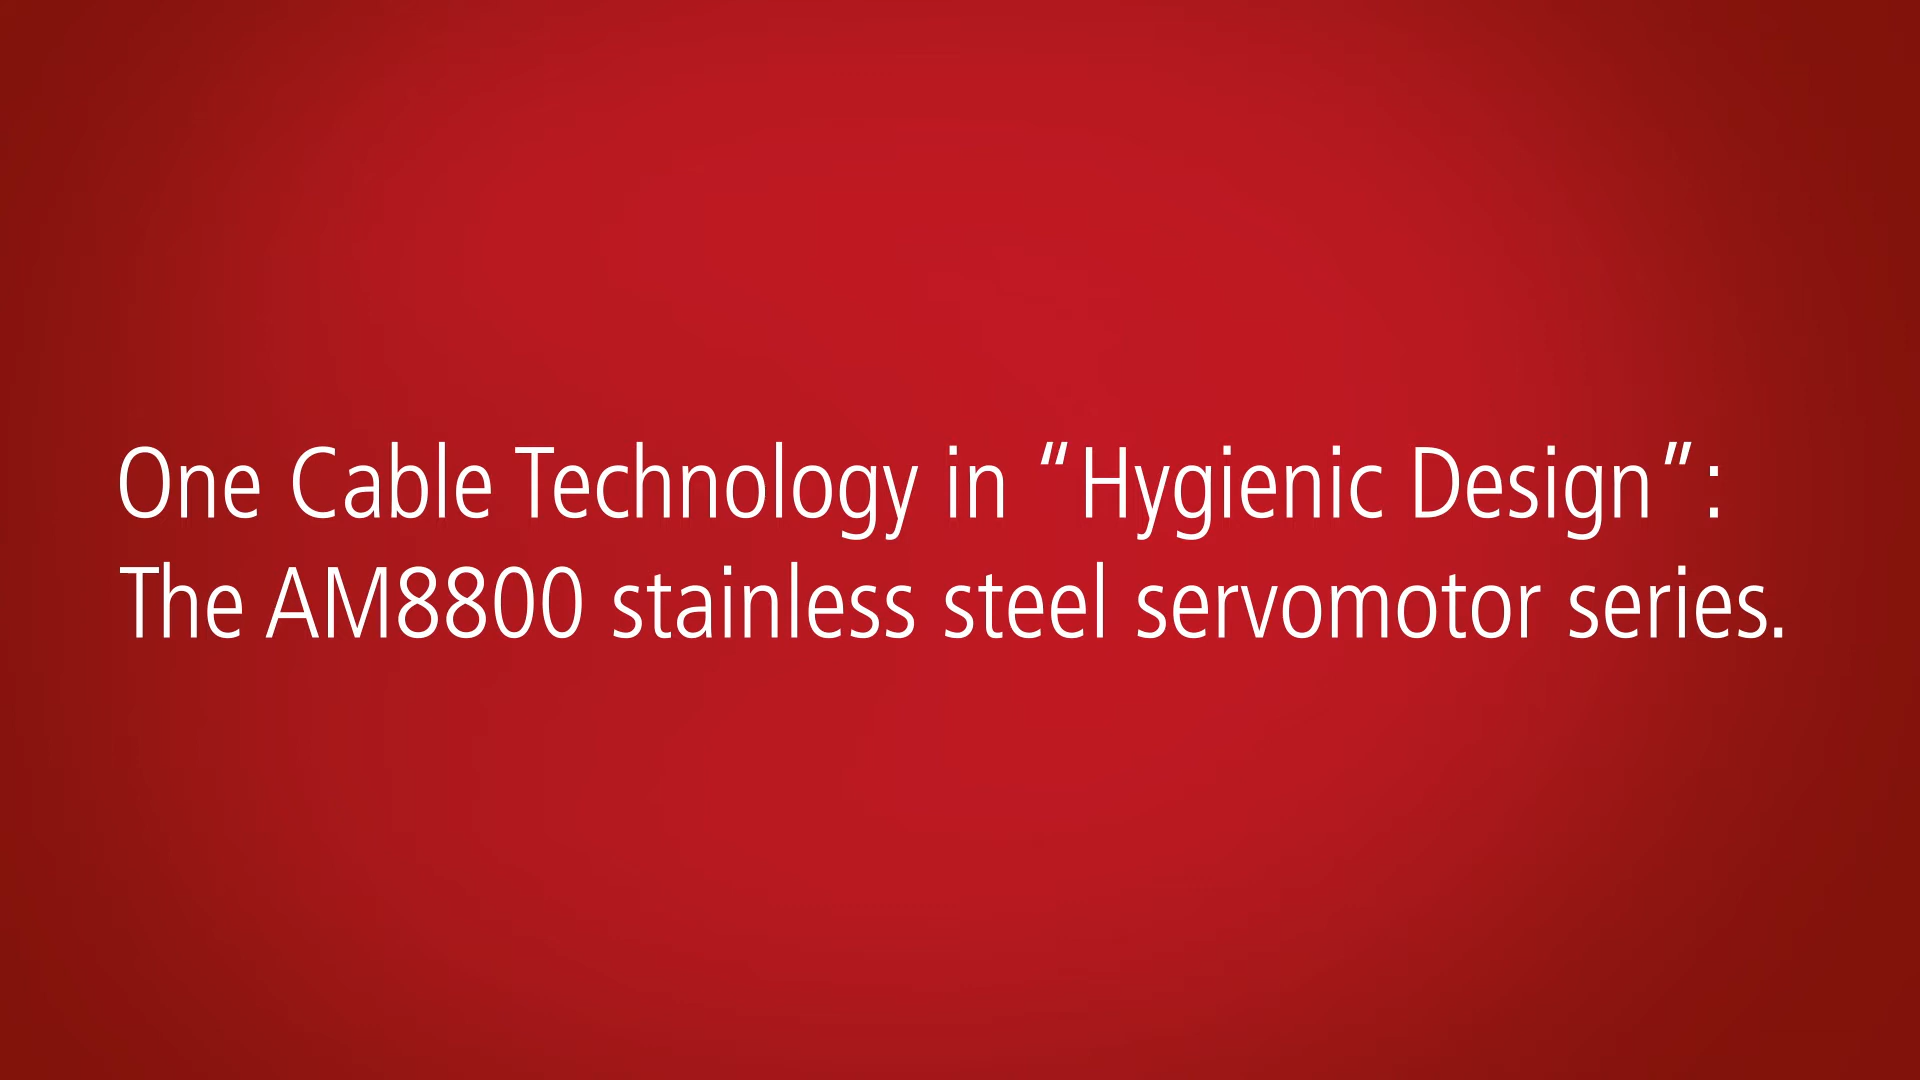 One Cable Technology in “Hygienic Design”:
The AM8800 stainless steel servomotor series.